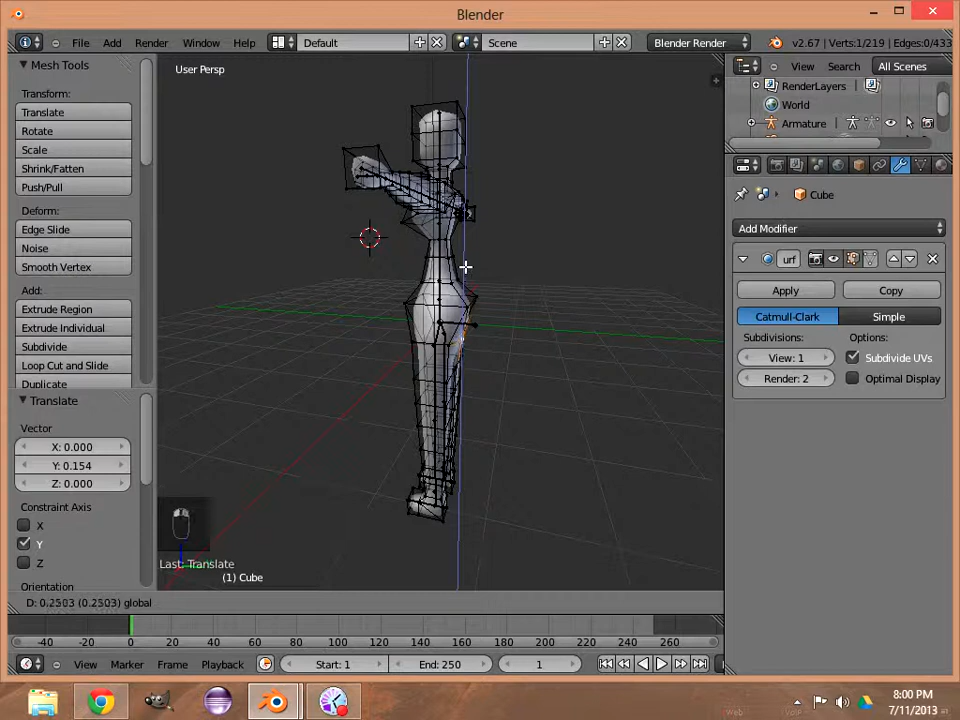 Blender
File Add Render Window Help Default Scene Blender Render v2.67 | Verts:1/219 | Edges:0/433
Mesh Tools
User Persp
View Search All Scenes
RenderLayers
World
Armature
Transform:
Translate
Rotate
Scale
Shrink/Fatten
Push/Pull
Cube
Deform:
Edge Slide
Noise
Smooth Vertex
Add Modifier
urf
Apply Copy
Catmull-Clark Simple
Add:
Extrude Region
Extrude Individual
Subdivide
Loop Cut and Slide
Duplicate
Subdivisions: Options:
View: 1 Subdivide UVs
Render: 2 Optimal Display
Translate
Vector
X: 0.000
Y: 0.154
Z: 0.000
Constraint Axis
X
Y
Z
Orientation
Last: Translate
(1) Cube
D: 0.2503 (0.2503) global
-40 -20 0 20 40 60 80 100 120 140 160 180 200 220 240 260
View Marker Frame Playback Start: 1 End: 250 1
8:00 PM
7/11/2013